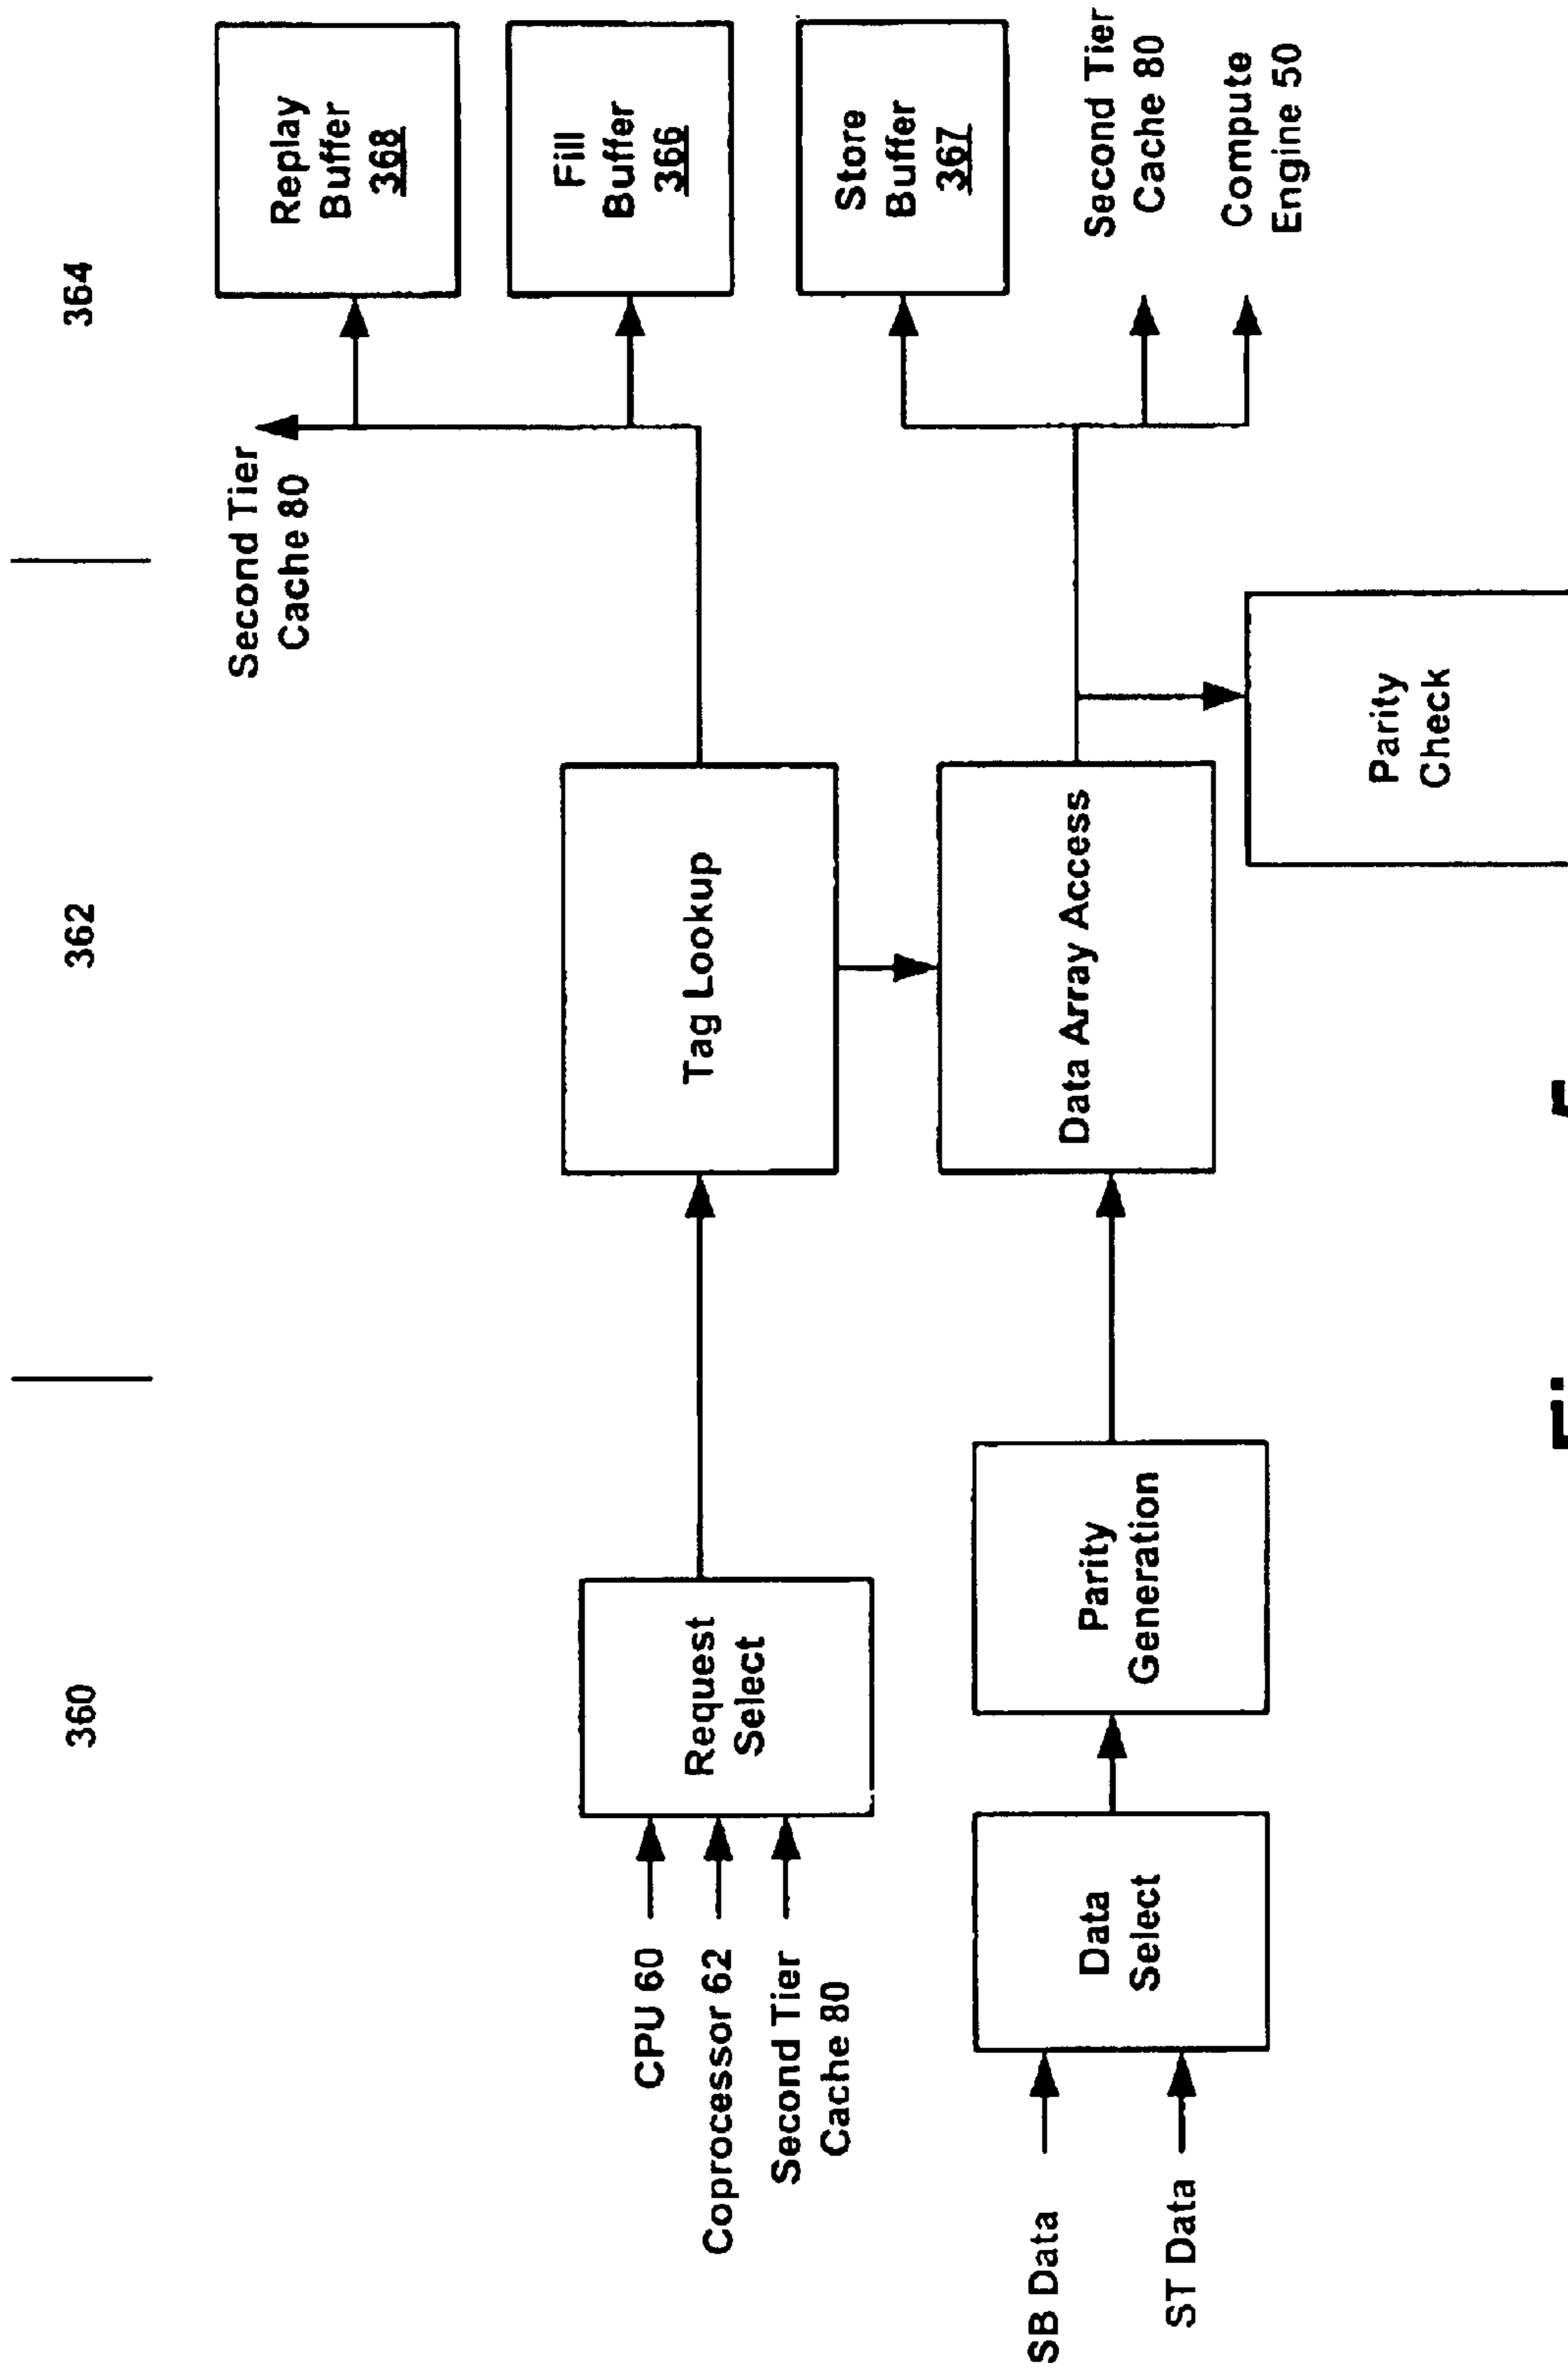 360
362
364
Second Tier
Cache 80
Replay
Buffer
368
Fill
Buffer
366
CPU 60
Coprocessor 62
Second Tier
Cache 80
Request
Select
Tag Lookup
Store
Buffer
367
SB Data
ST Data
Data
Select
Parity
Generation
Data Array Access
Second Tier
Cache 80
Compute
Engine 50
Parity
Check